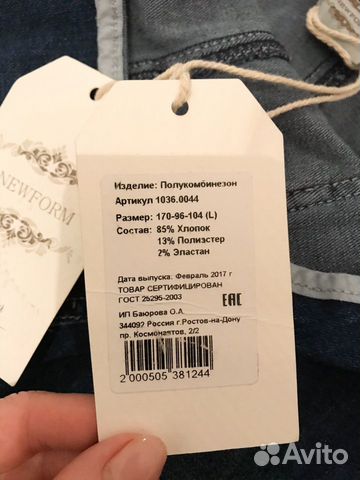 NEWFORM
Изделие: Полукомбинезон
Артикул 1036.0044
Размер: 170-96-104 (L)
Состав: 85% Хлопок
13% Полиэстер
2% Эластан
Дата выпуска: Февраль 2017 г
ТОВАР СЕРТИФИЦИРОВАН
ГОСТ 25295-2003
EAC
ИП Баюрова О.А.
344092 Россия г.Ростов-на-Дону
пр. Космонавтов, 2/2
2 000505 381244
Avito